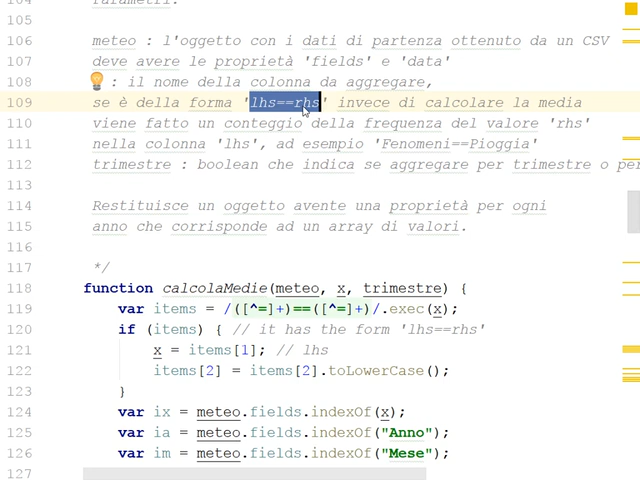 104 Parametri:
105
106 meteo : l'oggetto con i dati di partenza ottenuto da un CSV
107 deve avere le proprietà 'fields' e 'data'
108 : il nome della colonna da aggregare,
109 se è della forma 'lhs==rhs' invece di calcolare la media
110 viene fatto un conteggio della frequenza del valore 'rhs'
111 nella colonna 'lhs', ad esempio 'Fenomeni==Pioggia'
112 trimestre : boolean che indica se aggregare per trimestre o per
113
114 Restituisce un oggetto avente una proprietà per ogni
115 anno che corrisponde ad un array di valori.
116
117 */
118 function calcolaMedie(meteo, x, trimestre) {
119 var items = /([^=]+)==([^=]+)/.exec(x);
120 if (items) { // it has the form 'lhs==rhs'
121 x = items[1]; // lhs
122 items[2] = items[2].toLowerCase();
123 }
124 var ix = meteo.fields.indexOf(x);
125 var ia = meteo.fields.indexOf("Anno");
126 var im = meteo.fields.indexOf("Mese");
127